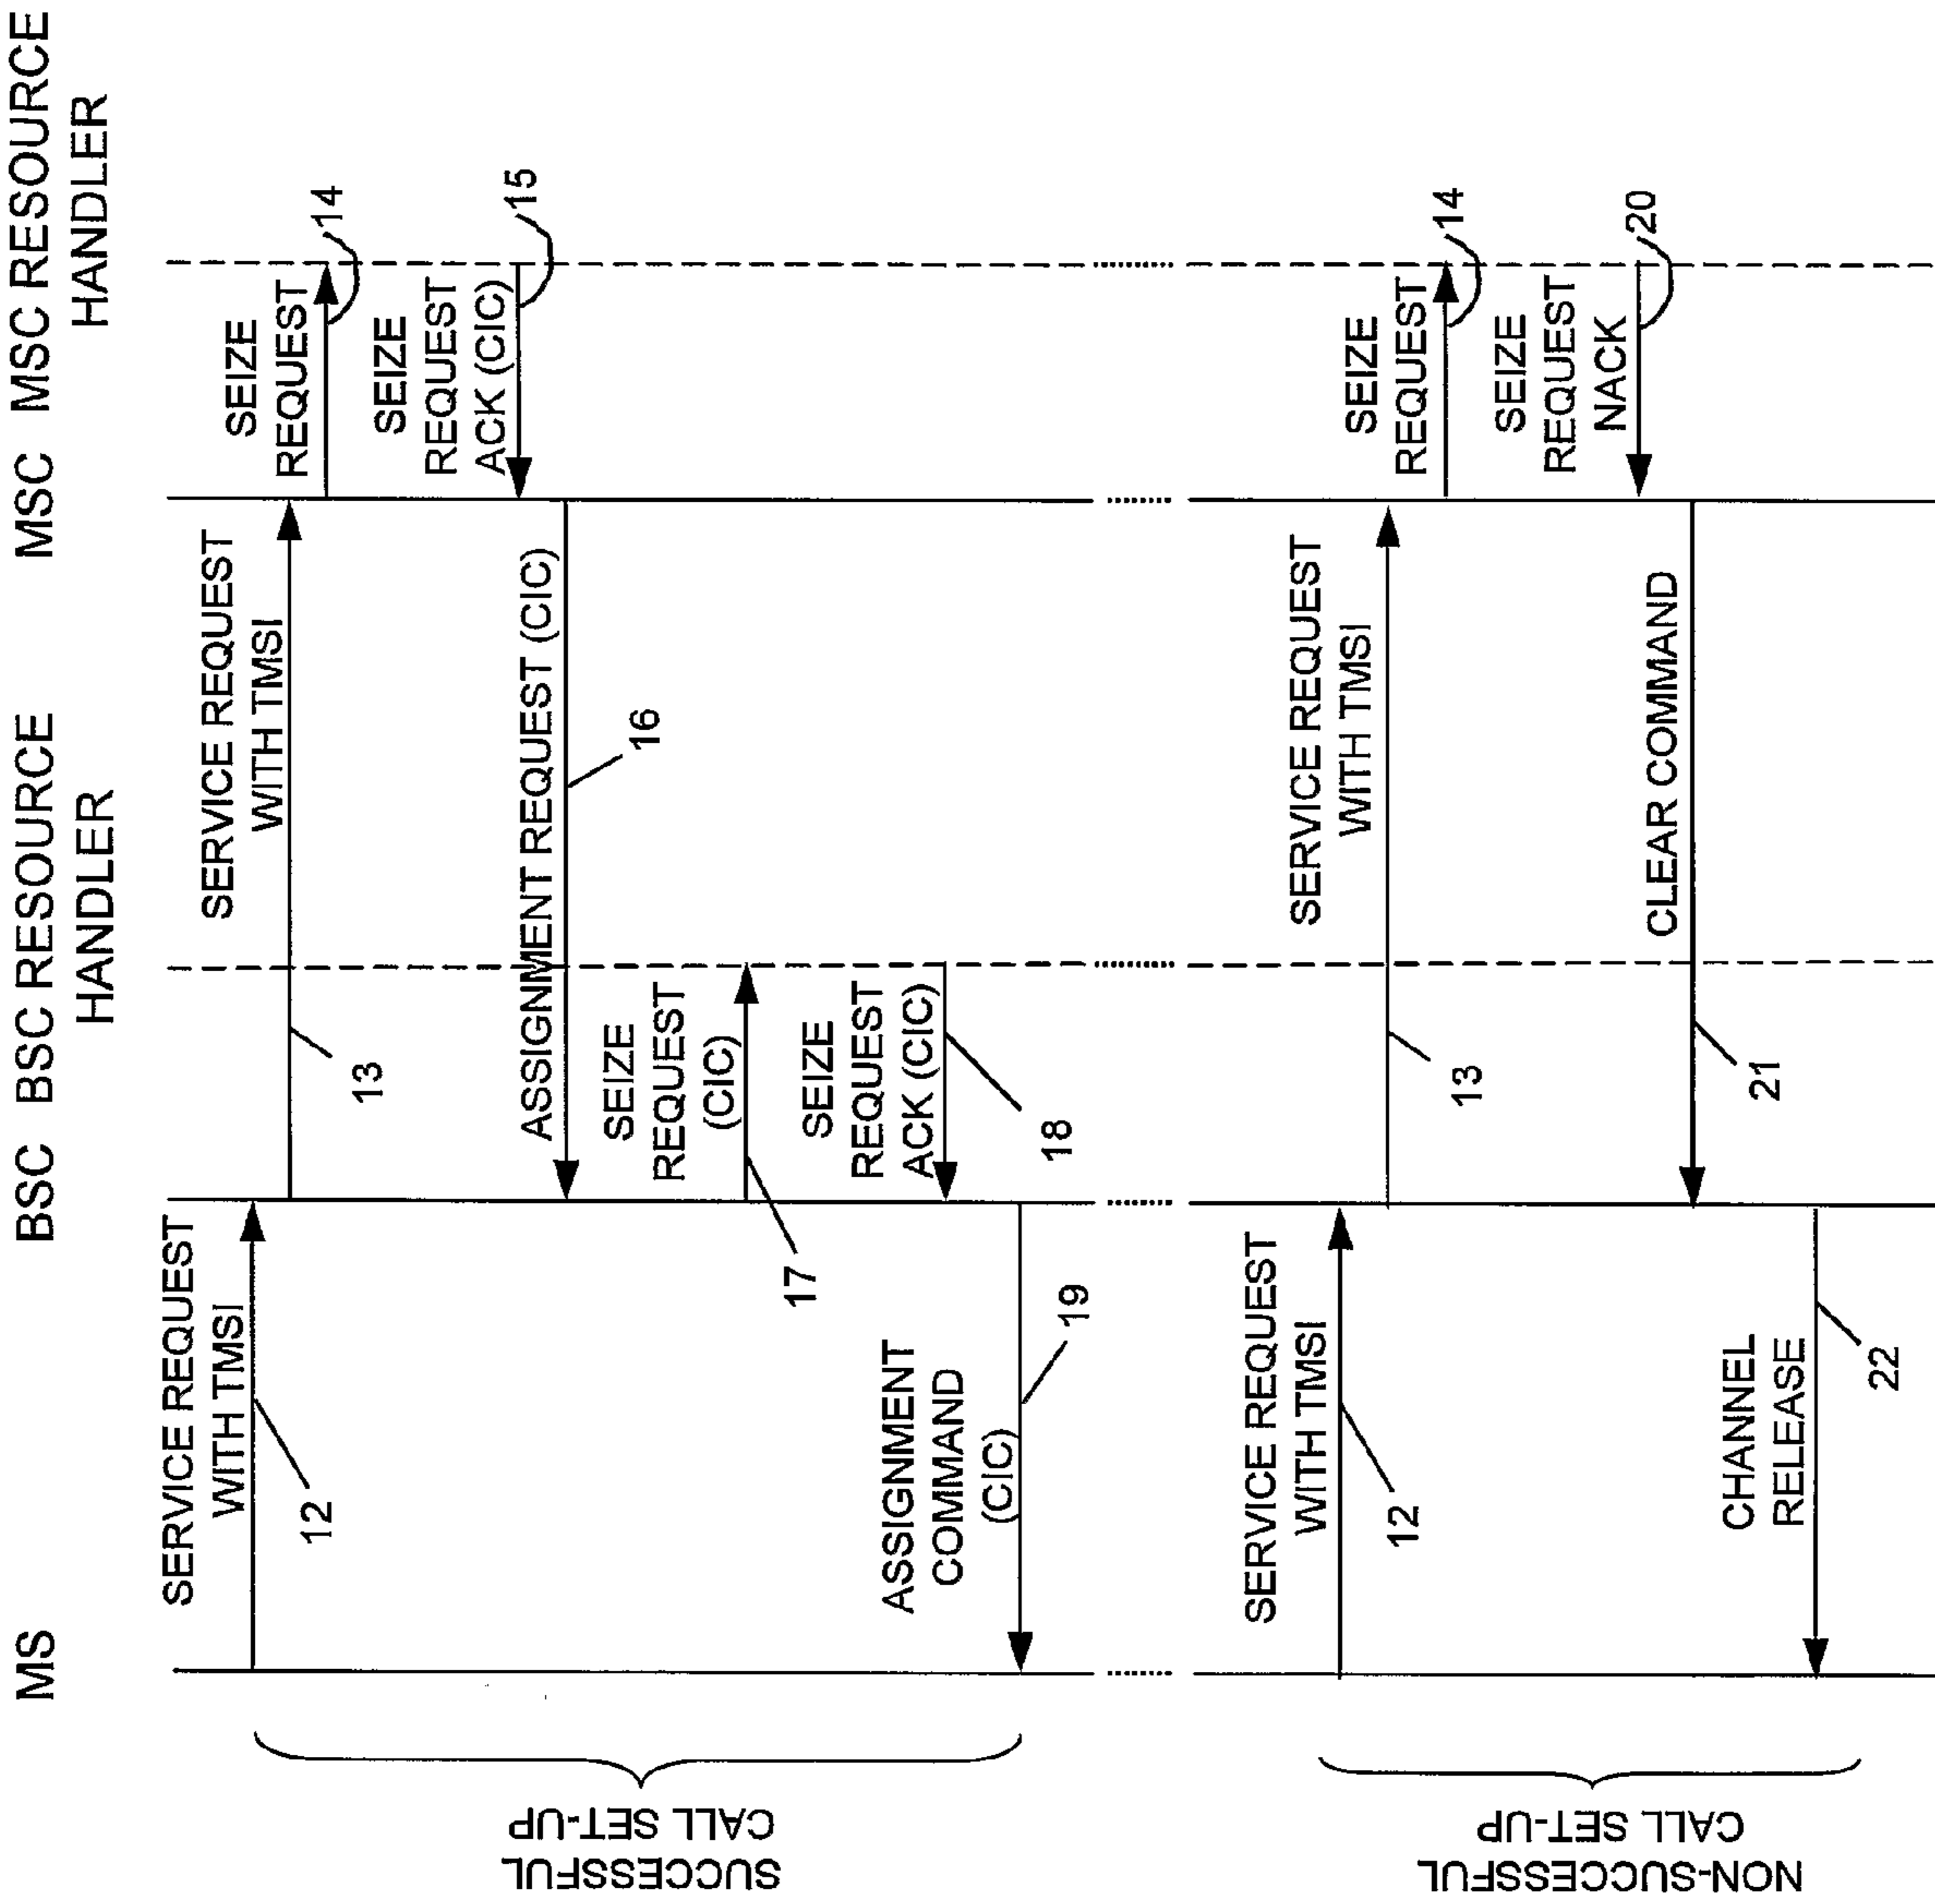 MS
BSC
BSC RESOURCE
HANDLER
MSC
MSC RESOURCE
HANDLER
SUCCESSFUL
CALL SET-UP
SERVICE REQUEST
WITH TMSI
12
SERVICE REQUEST
WITH TMSI
13
SEIZE
REQUEST
14
SEIZE
REQUEST
ACK (CIC)
15
ASSIGNMENT REQUEST (CIC)
16
SEIZE
REQUEST
(CIC)
17
SEIZE
REQUEST
ACK (CIC)
18
ASSIGNMENT
COMMAND
(CIC)
19
NON-SUCCESSFUL
CALL SET-UP
SERVICE REQUEST
WITH TMSI
12
SERVICE REQUEST
WITH TMSI
13
SEIZE
REQUEST
14
SEIZE
REQUEST
NACK
20
CLEAR COMMAND
21
CHANNEL
RELEASE
22